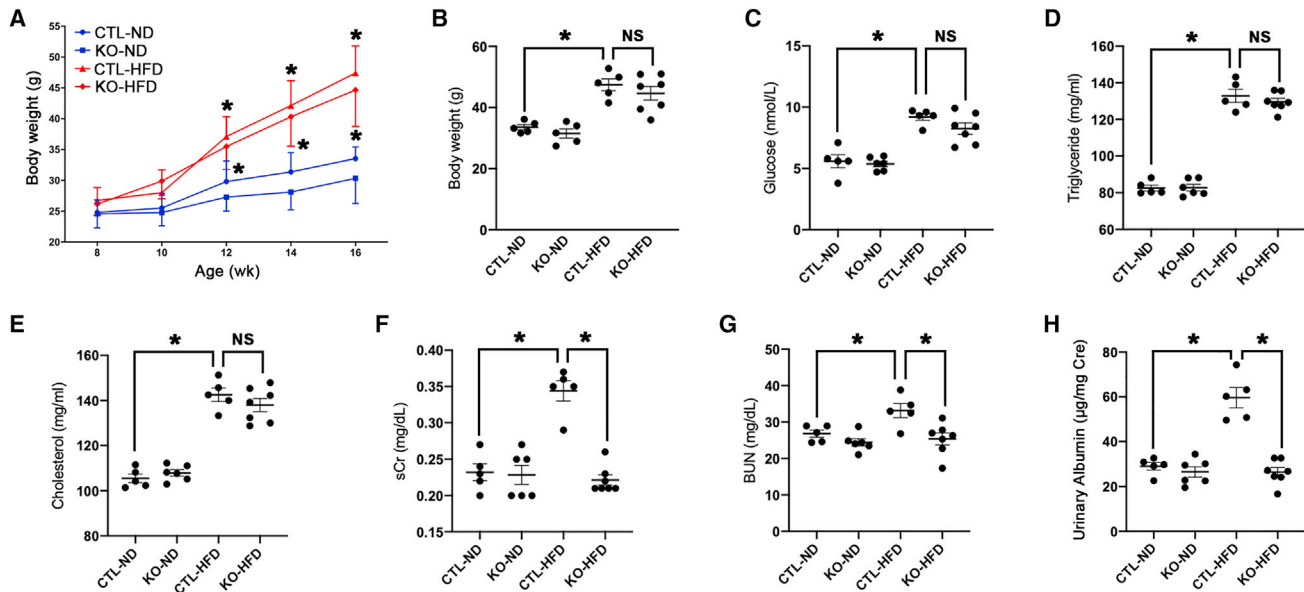 A
CTL-ND
KO-ND
CTL-HFD
KO-HFD
Body weight (g)
55
50
45
40
35
30
25
20
8
10
12
14
16
Age (wk)
*
*
*
*
*
*
B
Body weight (g)
60
40
20
0
*
NS
CTL-ND
KO-ND
CTL-HFD
KO-HFD
C
Glucose (nmol/L)
15
10
5
0
*
NS
CTL-ND
KO-ND
CTL-HFD
KO-HFD
D
Triglyceride (mg/ml)
160
140
120
100
80
60
*
NS
CTL-ND
KO-ND
CTL-HFD
KO-HFD
E
Cholesterol (mg/ml)
160
140
120
100
80
*
NS
CTL-ND
KO-ND
CTL-HFD
KO-HFD
F
sCr (mg/dL)
0.40
0.35
0.30
0.25
0.20
0.15
*
*
CTL-ND
KO-ND
CTL-HFD
KO-HFD
G
BUN (mg/dL)
50
40
30
20
10
0
*
*
CTL-ND
KO-ND
CTL-HFD
KO-HFD
H
Urinary Albumin (μg/mg Cre)
80
60
40
20
0
*
*
CTL-ND
KO-ND
CTL-HFD
KO-HFD